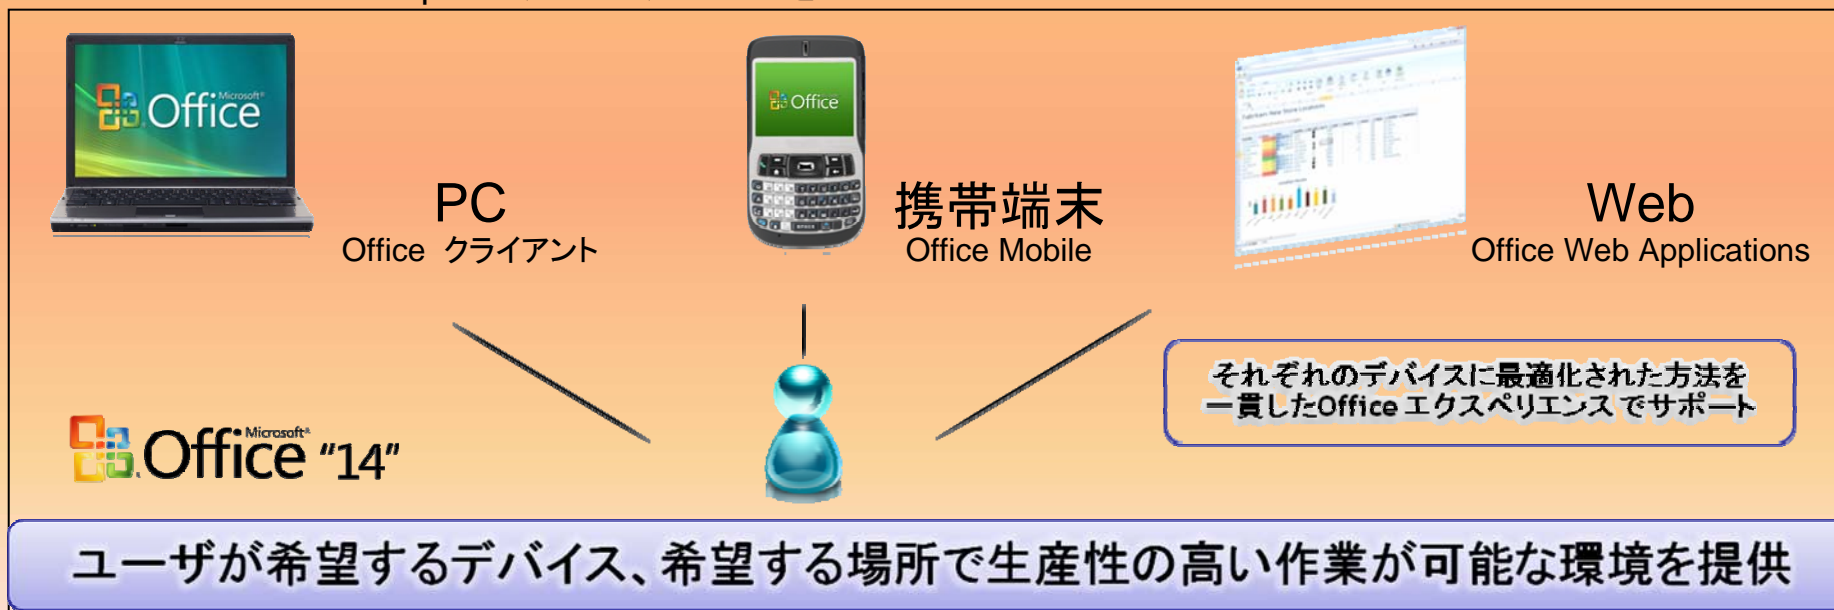 Microsoft®
Office
Office
PC
Office クライアント
携帯端末
Office Mobile
Web
Office Web Applications
それぞれのデバイスに最適化された方法を
一貫したOffice エクスペリエンス でサポート
Microsoft®
Office “14”
ユーザが希望するデバイス、希望する場所で生産性の高い作業が可能な環境を提供